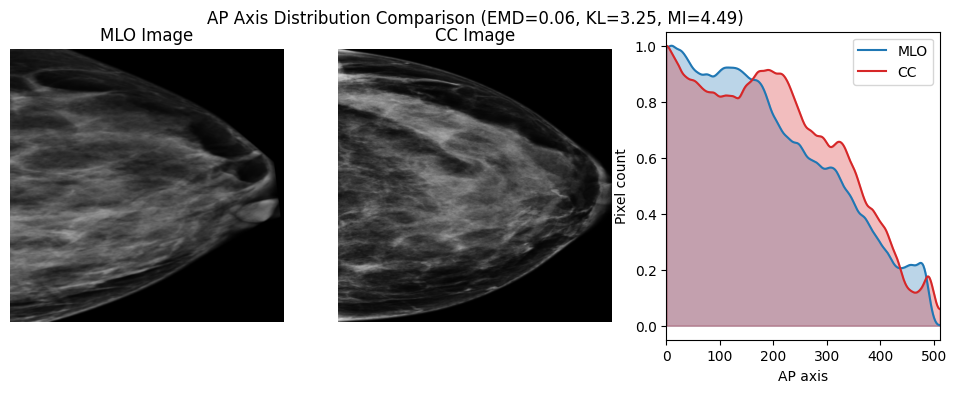 AP Axis Distribution Comparison (EMD=0.06, KL=3.25, MI=4.49)
MLO Image
CC Image
MLO
CC
Pixel count
1.0
0.8
0.6
0.4
0.2
0.0
0 100 200 300 400 500
AP axis